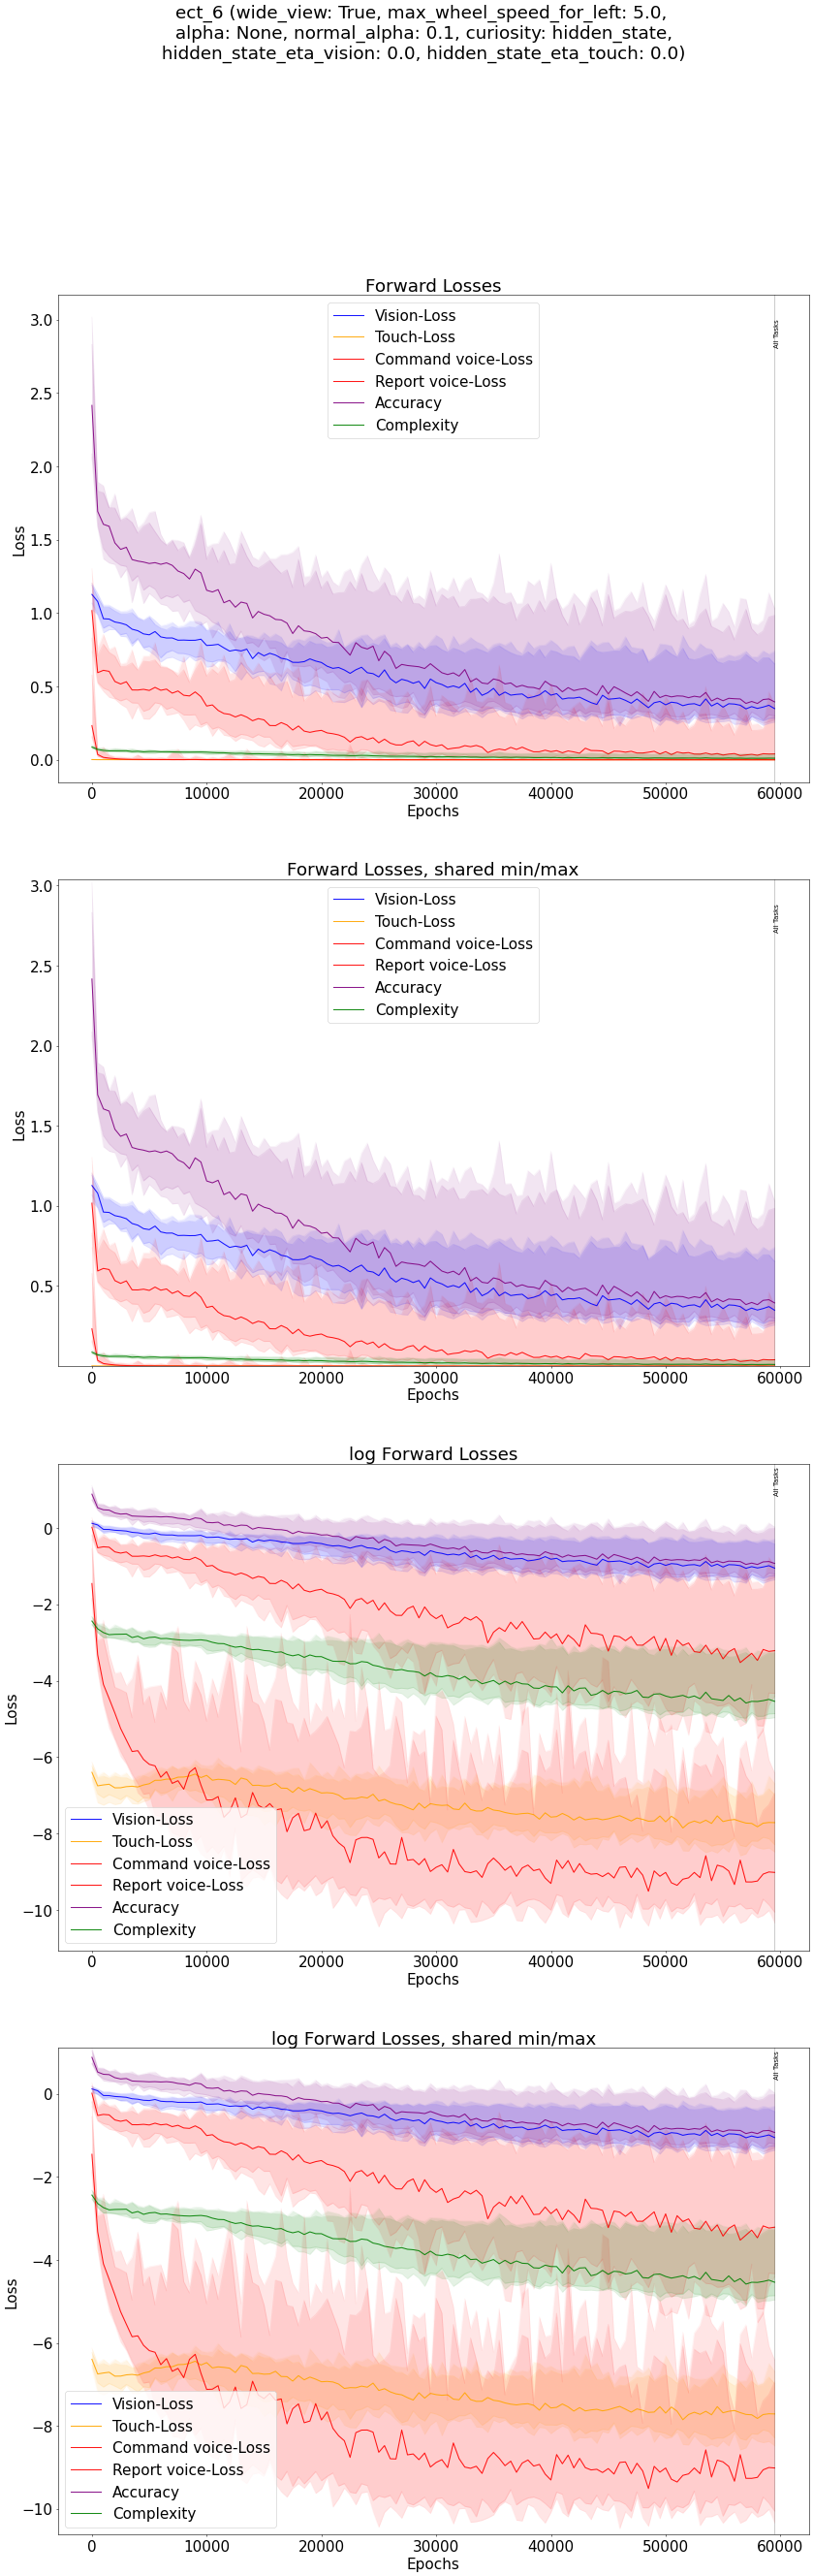 ect_6 (wide_view: True, max_wheel_speed_for_left: 5.0,
alpha: None, normal_alpha: 0.1, curiosity: hidden_state,
hidden_state_eta_vision: 0.0, hidden_state_eta_touch: 0.0)
Forward Losses
3.0
2.5
2.0
1.5
1.0
0.5
0.0
Loss
Vision-Loss
Touch-Loss
Command voice-Loss
Report voice-Loss
Accuracy
Complexity
All Tasks
0 10000 20000 30000 40000 50000 60000
Epochs
Forward Losses, shared min/max
3.0
2.5
2.0
1.5
1.0
0.5
Loss
Vision-Loss
Touch-Loss
Command voice-Loss
Report voice-Loss
Accuracy
Complexity
All Tasks
0 10000 20000 30000 40000 50000 60000
Epochs
log Forward Losses
0
−2
−4
−6
−8
−10
Loss
All Tasks
Vision-Loss
Touch-Loss
Command voice-Loss
Report voice-Loss
Accuracy
Complexity
0 10000 20000 30000 40000 50000 60000
Epochs
log Forward Losses, shared min/max
0
−2
−4
−6
−8
−10
Loss
All Tasks
Vision-Loss
Touch-Loss
Command voice-Loss
Report voice-Loss
Accuracy
Complexity
0 10000 20000 30000 40000 50000 60000
Epochs